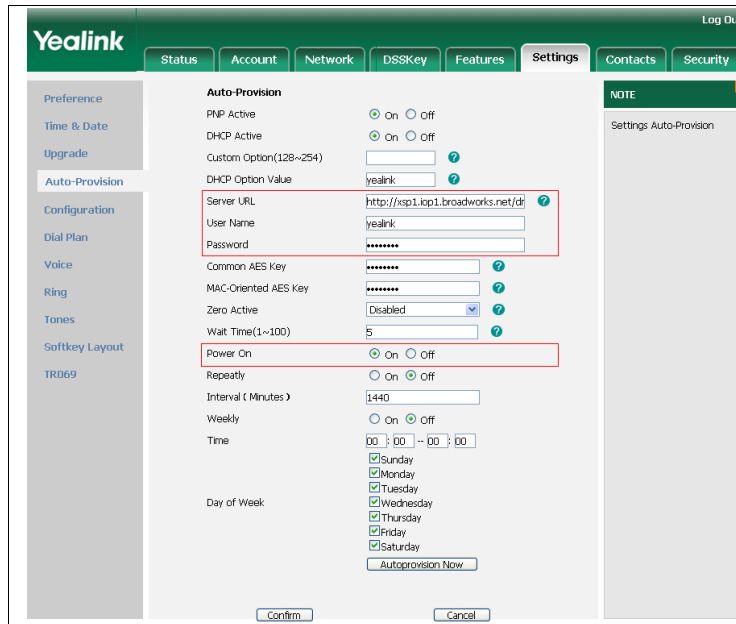 Log Ou
Yealink
Status Account Network DSSKey Features Settings Contacts Security
Preference
Time & Date
Upgrade
Auto-Provision
Configuration
Dial Plan
Voice
Ring
Tones
Softkey Layout
TR069
Auto-Provision
PNP Active On Off
DHCP Active On Off
Custom Option(128~254) ?
DHCP Option Value yealink ?
Server URL http://xsp1.iop1.broadworks.net/dr ?
User Name yealink
Password ••••••••
Common AES Key •••••••• ?
MAC-Oriented AES Key •••••••• ?
Zero Active Disabled ?
Wait Time(1~100) 5 ?
Power On On Off
Repeatly On Off
Interval ( Minutes ) 1440
Weekly On Off
Time 00 : 00 -- 00 : 00
Day of Week
Sunday
Monday
Tuesday
Wednesday
Thursday
Friday
Saturday
Autoprovision Now
Confirm Cancel
NOTE
Settings Auto-Provision